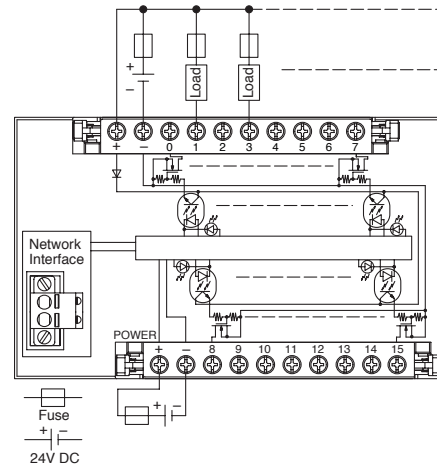 +
−
Load
Load
+ − 0 1 2 3 4 5 6 7
Network
Interface
POWER
+ − 8 9 10 11 12 13 14 15
+ −
Fuse
+ −
24V DC